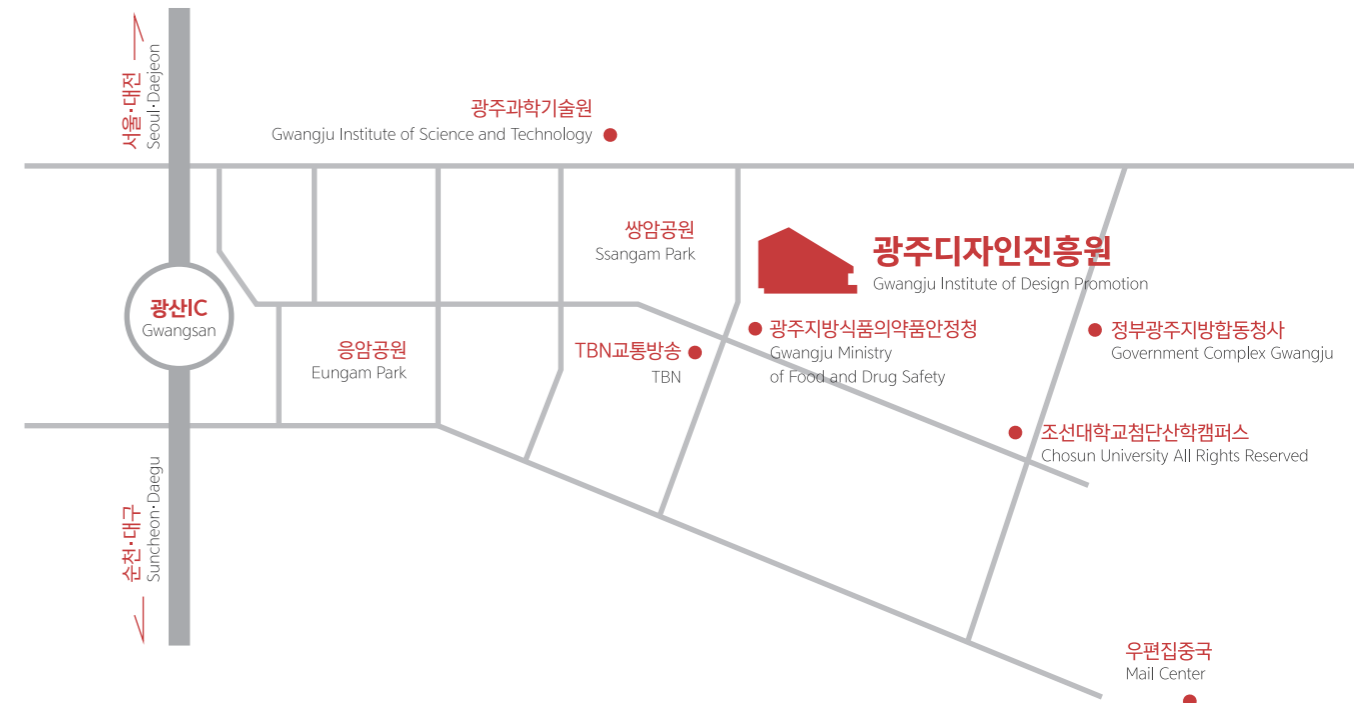 서울·대전
Seoul·Daejeon
광주과학기술원
Gwangju Institute of Science and Technology
쌍암공원
Ssangam Park
광주디자인진흥원
Gwangju Institute of Design Promotion
광산IC
Gwangsan
응암공원
Eungam Park
TBN교통방송
TBN
광주지방식품의약품안정청
Gwangju Ministry
of Food and Drug Safety
정부광주지방합동청사
Government Complex Gwangju
조선대학교첨단산학캠퍼스
Chosun University All Rights Reserved
순천·대구
Suncheon·Daegu
우편집중국
Mail Center